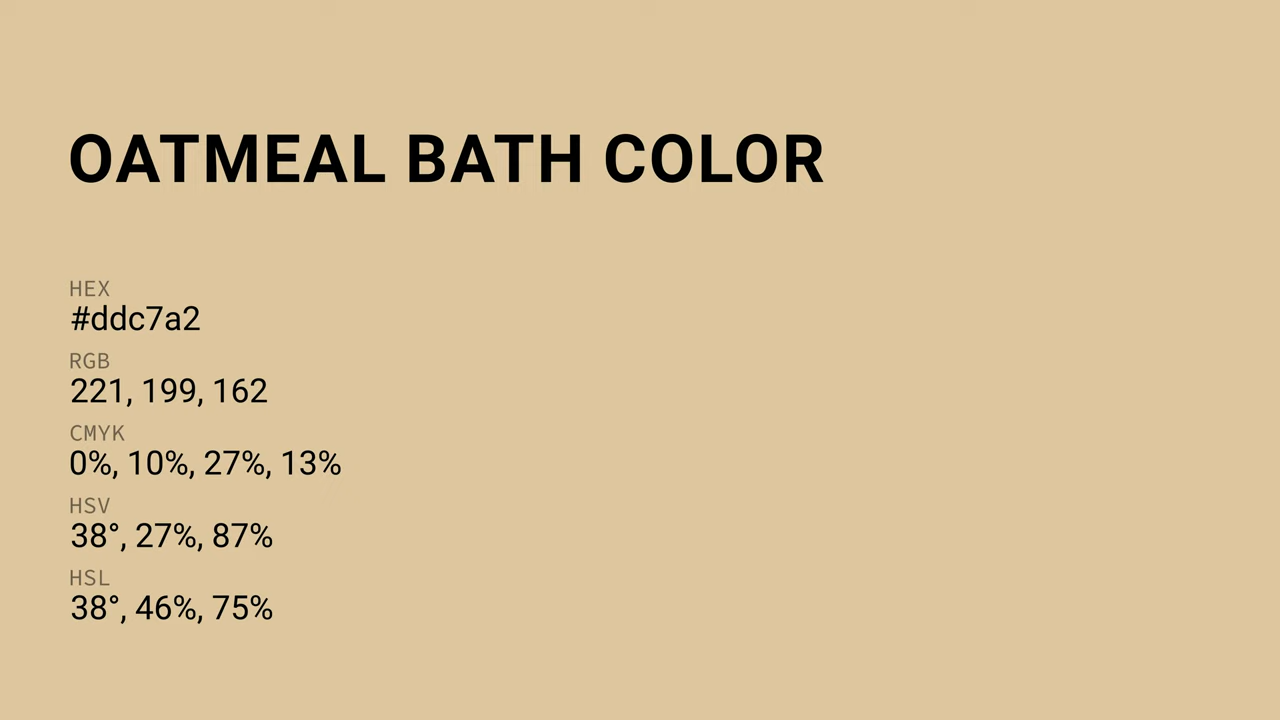 OATMEAL BATH COLOR
HEX
#ddc7a2
RGB
221, 199, 162
CMYK
0%, 10%, 27%, 13%
HSV
38°, 27%, 87%
HSL
38°, 46%, 75%